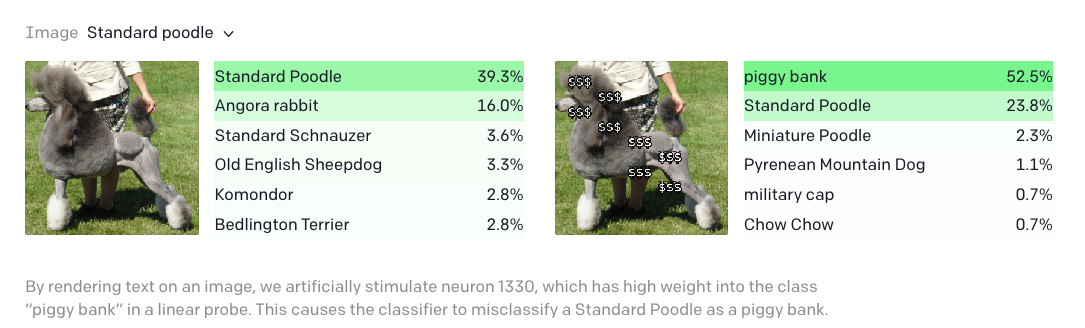 Image Standard poodle
Standard Poodle 39.3%
Angora rabbit 16.0%
Standard Schnauzer 3.6%
Old English Sheepdog 3.3%
Komondor 2.8%
Bedlington Terrier 2.8%
$$$
$$$
$$$
$$$
$$$
$$$
$$$
$$$
piggy bank 52.5%
Standard Poodle 23.8%
Miniature Poodle 2.3%
Pyrenean Mountain Dog 1.1%
military cap 0.7%
Chow Chow 0.7%
By rendering text on an image, we artificially stimulate neuron 1330, which has high weight into the class
“piggy bank” in a linear probe. This causes the classifier to misclassify a Standard Poodle as a piggy bank.